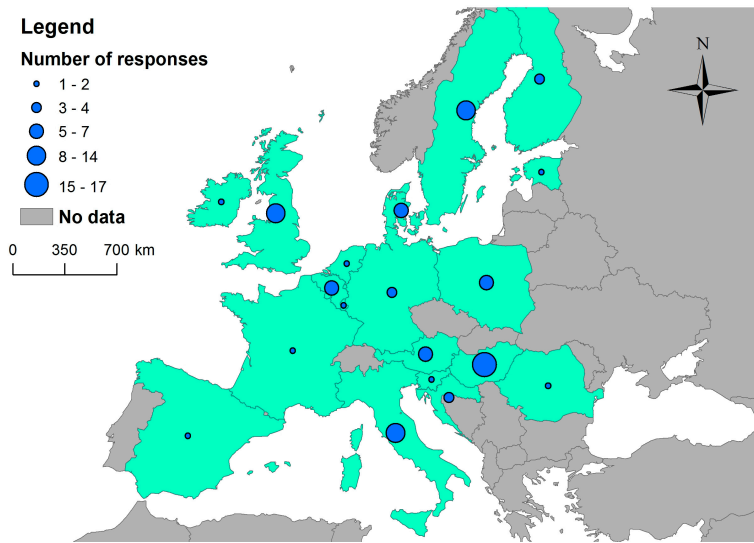 Legend
Number of responses
1 - 2
3 - 4
5 - 7
8 - 14
15 - 17
No data
0 350 700 km
N